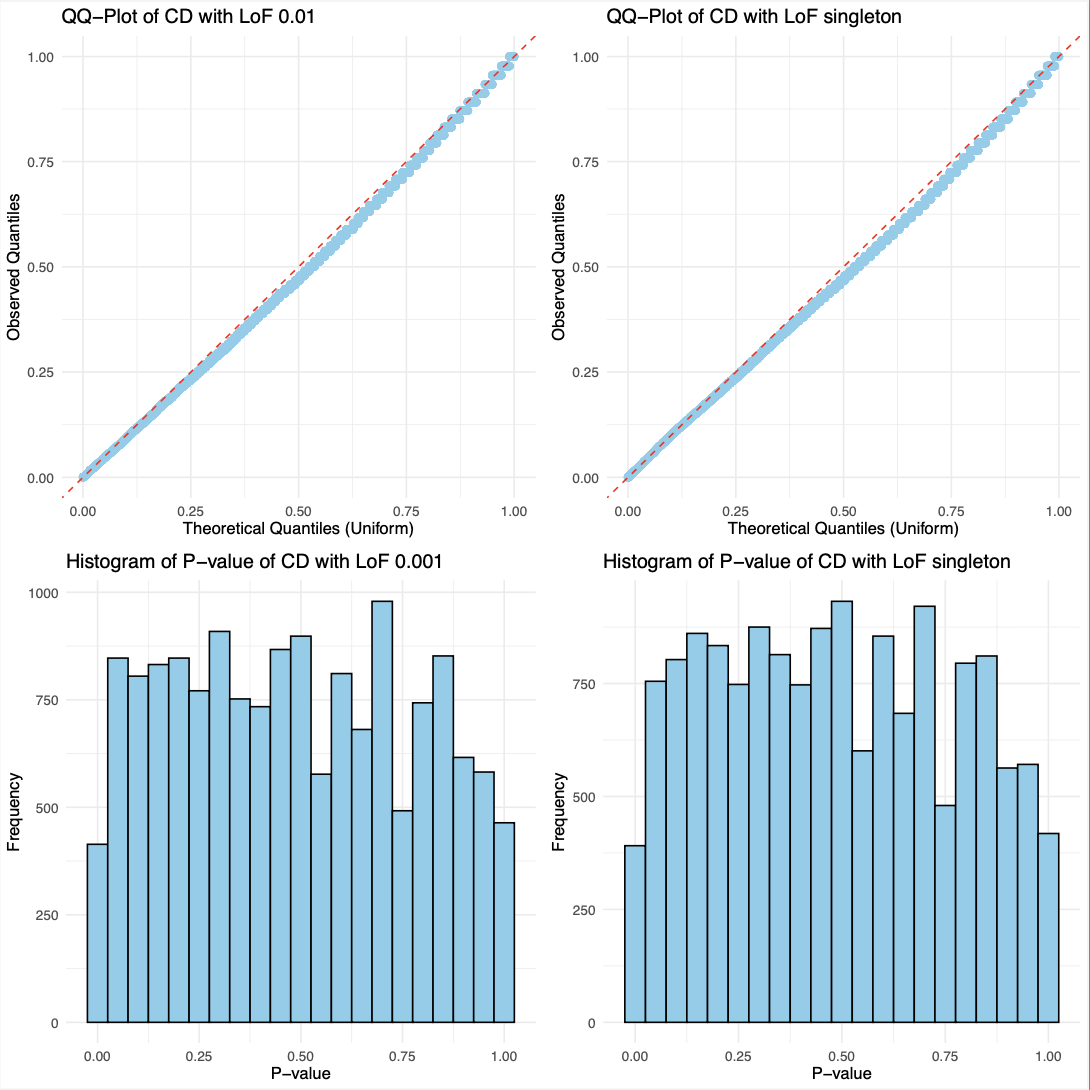 QQ−Plot of CD with LoF 0.01
1.00
0.75
0.50
0.25
0.00
Observed Quantiles
0.00 0.25 0.50 0.75 1.00
Theoretical Quantiles (Uniform)
QQ−Plot of CD with LoF singleton
1.00
0.75
0.50
0.25
0.00
Observed Quantiles
0.00 0.25 0.50 0.75 1.00
Theoretical Quantiles (Uniform)
Histogram of P−value of CD with LoF 0.001
1000
750
500
250
0
Frequency
0.00 0.25 0.50 0.75 1.00
P−value
Histogram of P−value of CD with LoF singleton
750
500
250
0
Frequency
0.00 0.25 0.50 0.75 1.00
P−value